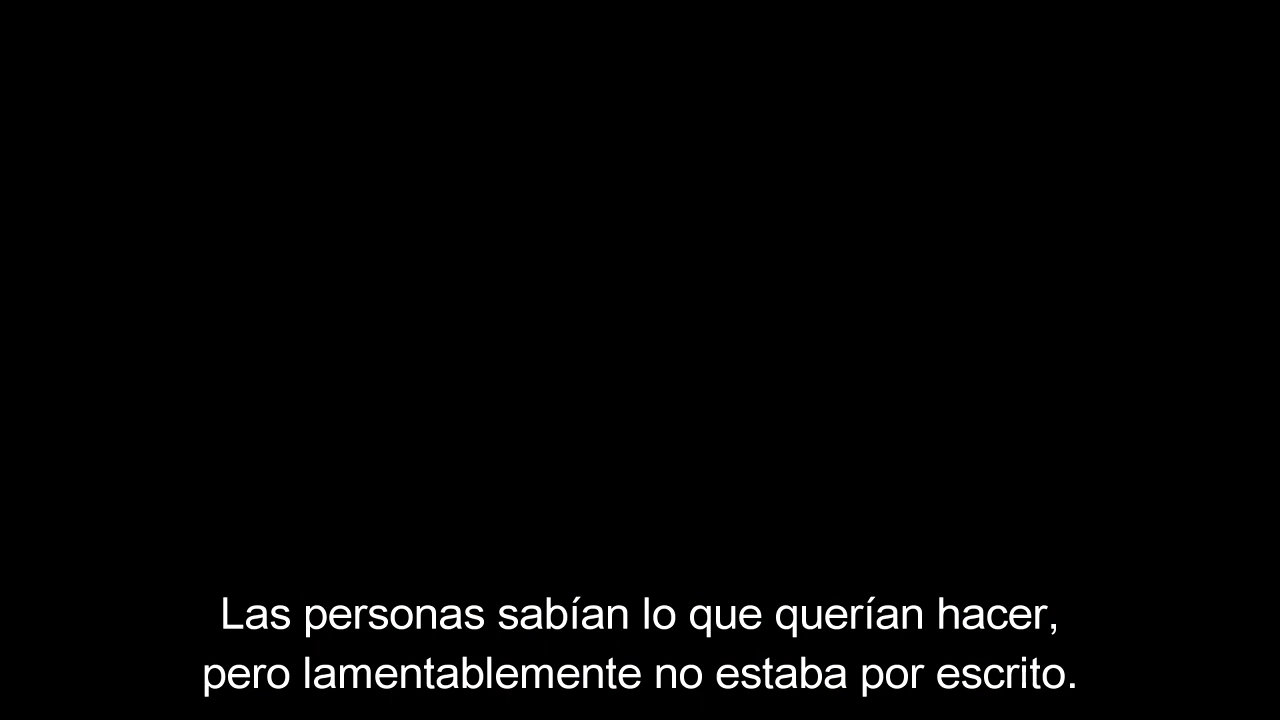 Las personas sabían lo que querían hacer,
pero lamentablemente no estaba por escrito.